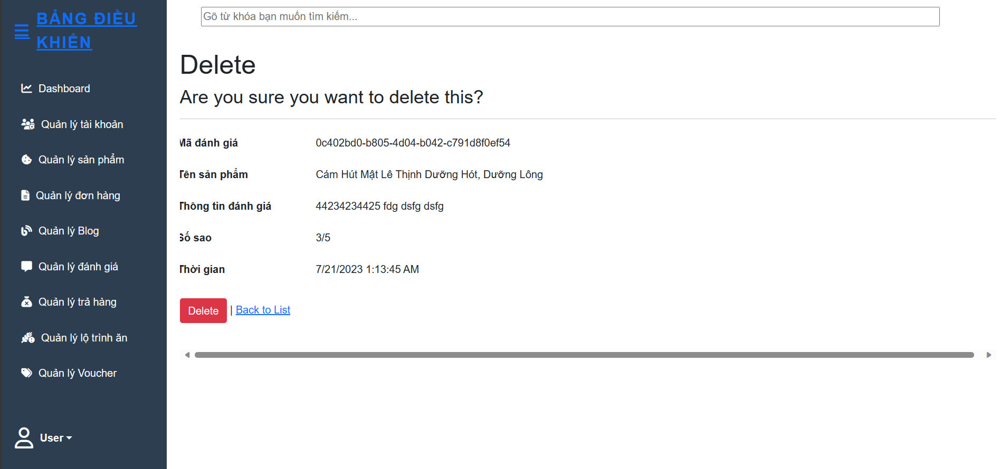 BẢNG ĐIỀU
KHIỂN
Gõ từ khóa bạn muốn tìm kiếm...
Dashboard
Quản lý tài khoản
Quản lý sản phẩm
Quản lý đơn hàng
Quản lý Blog
Quản lý đánh giá
Quản lý trả hàng
Quản lý lộ trình ăn
Quản lý Voucher
User
Delete
Are you sure you want to delete this?
Mã đánh giá 0c402bd0-b805-4d04-b042-c791d8f0ef54
Tên sản phẩm Cám Hút Mật Lê Thịnh Dưỡng Hót, Dưỡng Lông
Thông tin đánh giá 44234234425 fdg dsfg dsfg
Số sao 3/5
Thời gian 7/21/2023 1:13:45 AM
Delete | Back to List